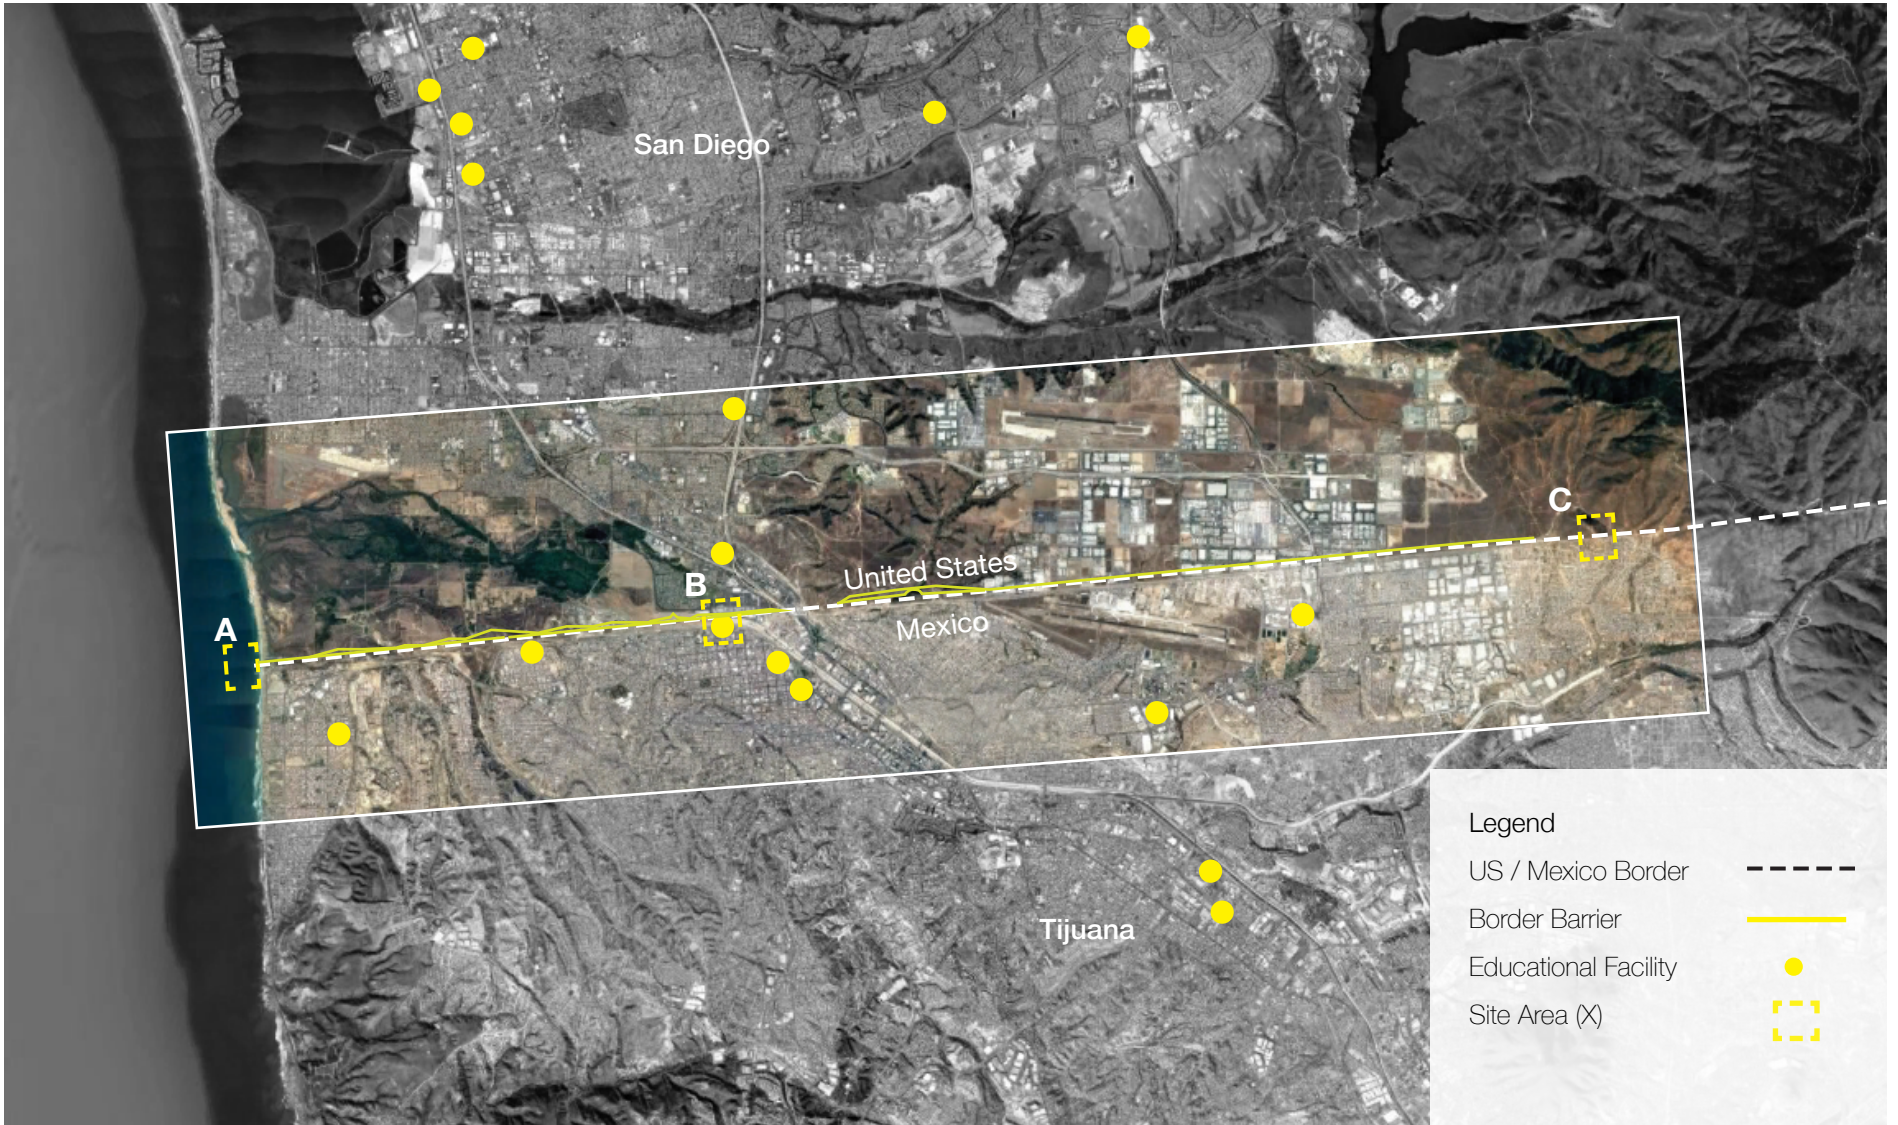 San Diego
C
United States
B
Mexico
A
Tijuana
Legend
US / Mexico Border
Border Barrier
Educational Facility
Site Area (X)